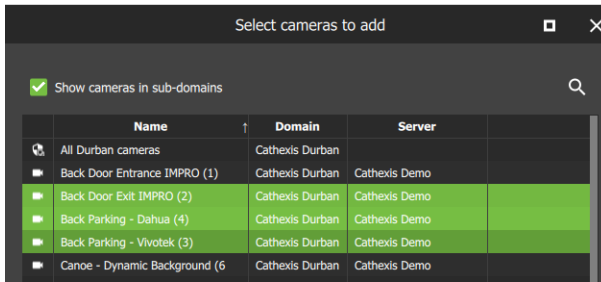 Select cameras to add
Show cameras in sub-domains
Name ↑ Domain Server
All Durban cameras Cathexis Durban
Back Door Entrance IMPRO (1) Cathexis Durban Cathexis Demo
Back Door Exit IMPRO (2) Cathexis Durban Cathexis Demo
Back Parking - Dahua (4) Cathexis Durban Cathexis Demo
Back Parking - Vivotek (3) Cathexis Durban Cathexis Demo
Canoe - Dynamic Background (6 Cathexis Durban Cathexis Demo